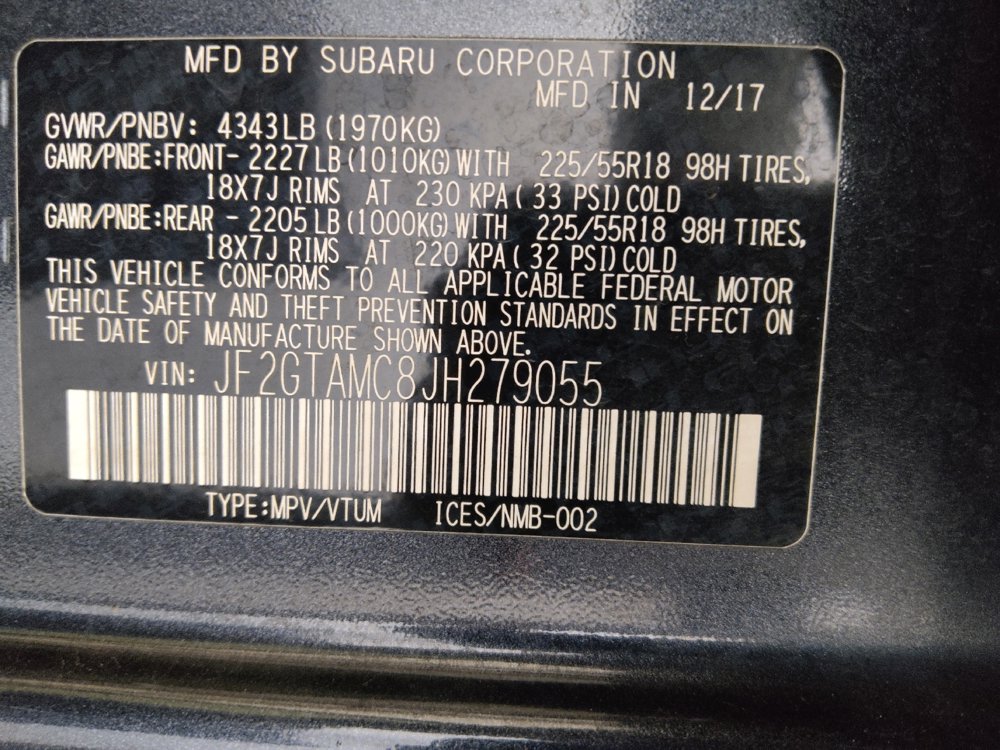 MFD BY SUBARU CORPORATION
MFD IN 12/17
GVWR/PNBV: 4343LB (1970KG)
GAWR/PNBE:FRONT- 2227LB (1010KG) WITH 225/55R18 98H TIRES,
18X7J RIMS AT 230 KPA ( 33 PSI) COLD
GAWR/PNBE:REAR - 2205LB (1000KG) WITH 225/55R18 98H TIRES,
18X7J RIMS AT 220 KPA ( 32 PSI) COLD
THIS VEHICLE CONFORMS TO ALL APPLICABLE FEDERAL MOTOR
VEHICLE SAFETY AND THEFT PREVENTION STANDARDS IN EFFECT ON
THE DATE OF MANUFACTURE SHOWN ABOVE.
VIN: JF2GTAMC8JH279055
TYPE:MPV/VTUM ICES/NMB-002